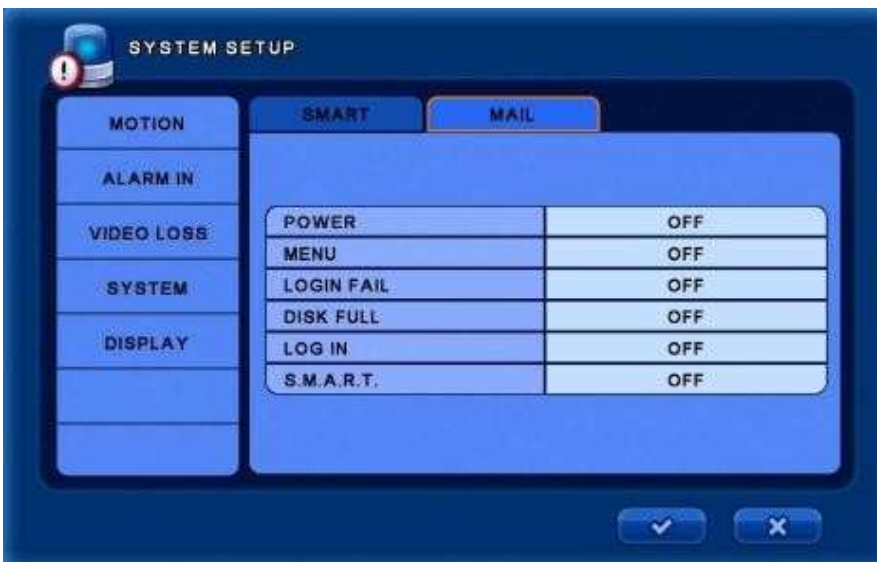 SYSTEM SETUP
SMART MAIL
MOTION
ALARM IN
VIDEO LOSS
SYSTEM
DISPLAY
POWER OFF
MENU OFF
LOGIN FAIL OFF
DISK FULL OFF
LOG IN OFF
S.M.A.R.T. OFF